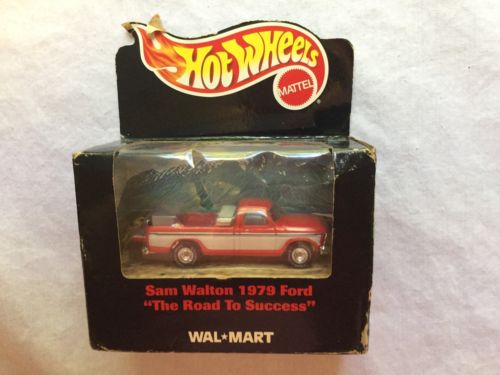 Hot Wheels
MATTEL
Sam Walton 1979 Ford
"The Road To Success"
WAL★MART